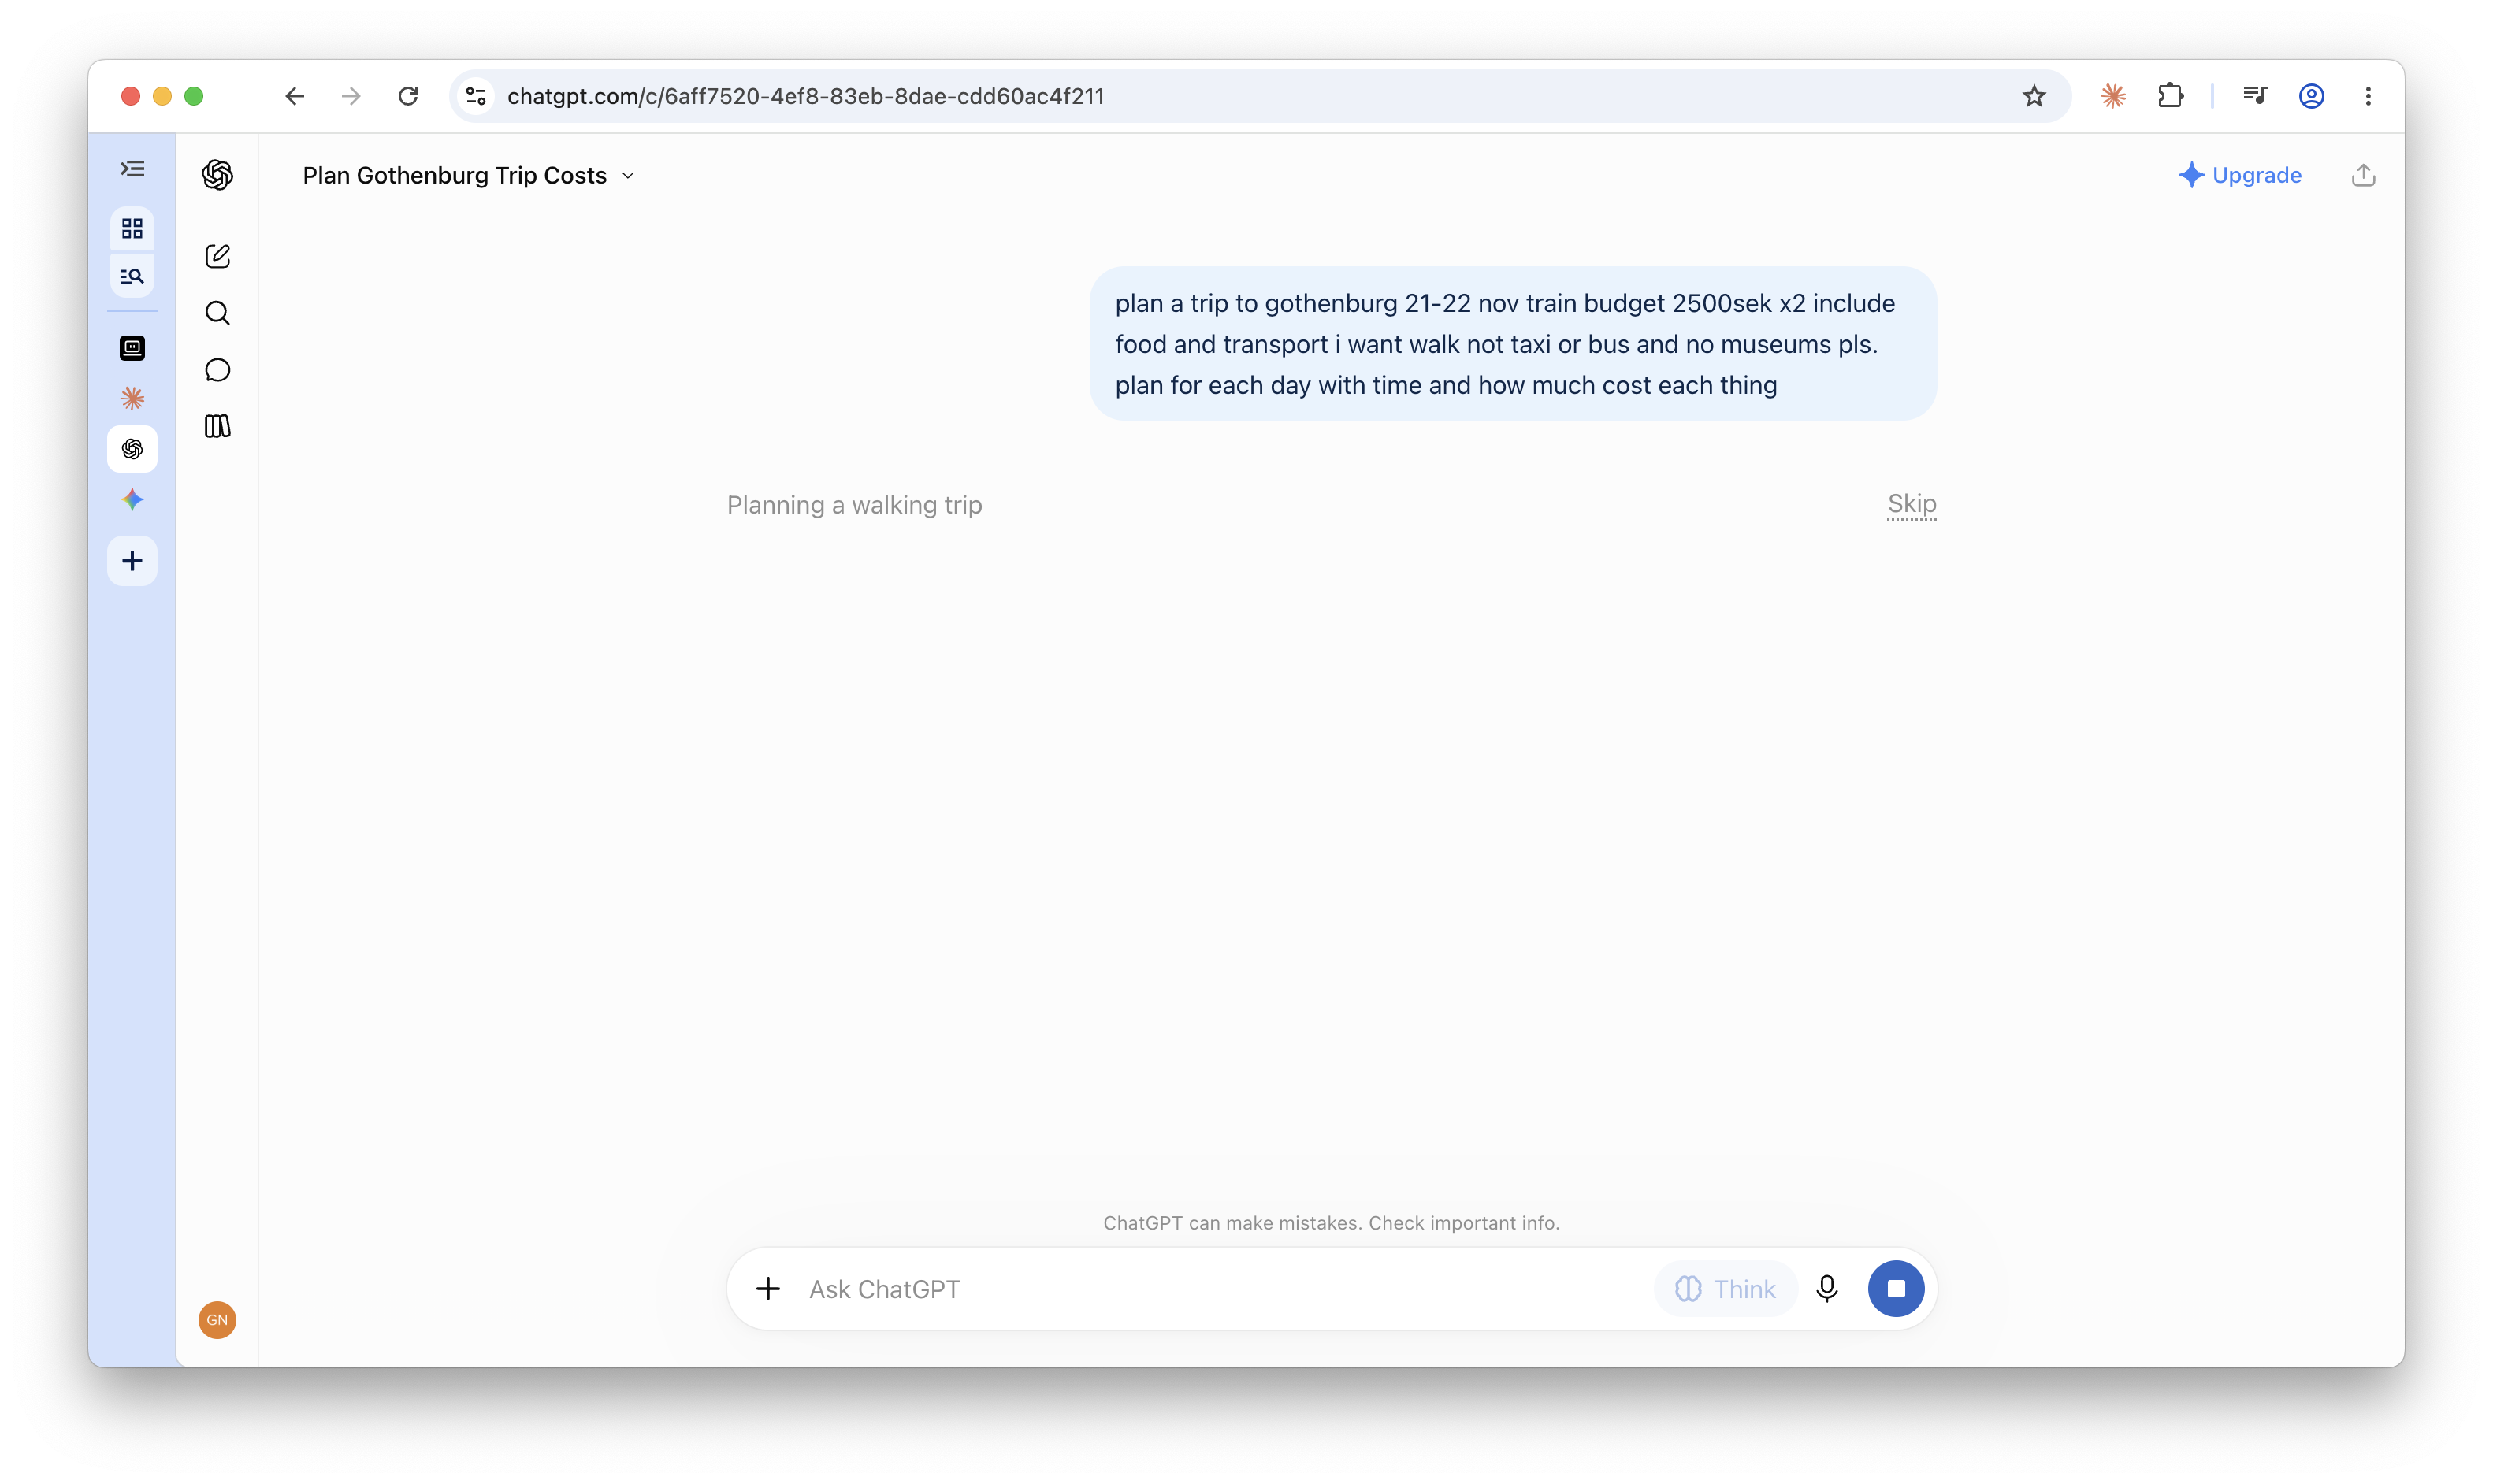 chatgpt.com/c/6aff7520-4ef8-83eb-8dae-cdd60ac4f211
Plan Gothenburg Trip Costs
Upgrade
plan a trip to gothenburg 21-22 nov train budget 2500sek x2 include
food and transport i want walk not taxi or bus and no museums pls.
plan for each day with time and how much cost each thing
Planning a walking trip
Skip
ChatGPT can make mistakes. Check important info.
Ask ChatGPT
Think
GN